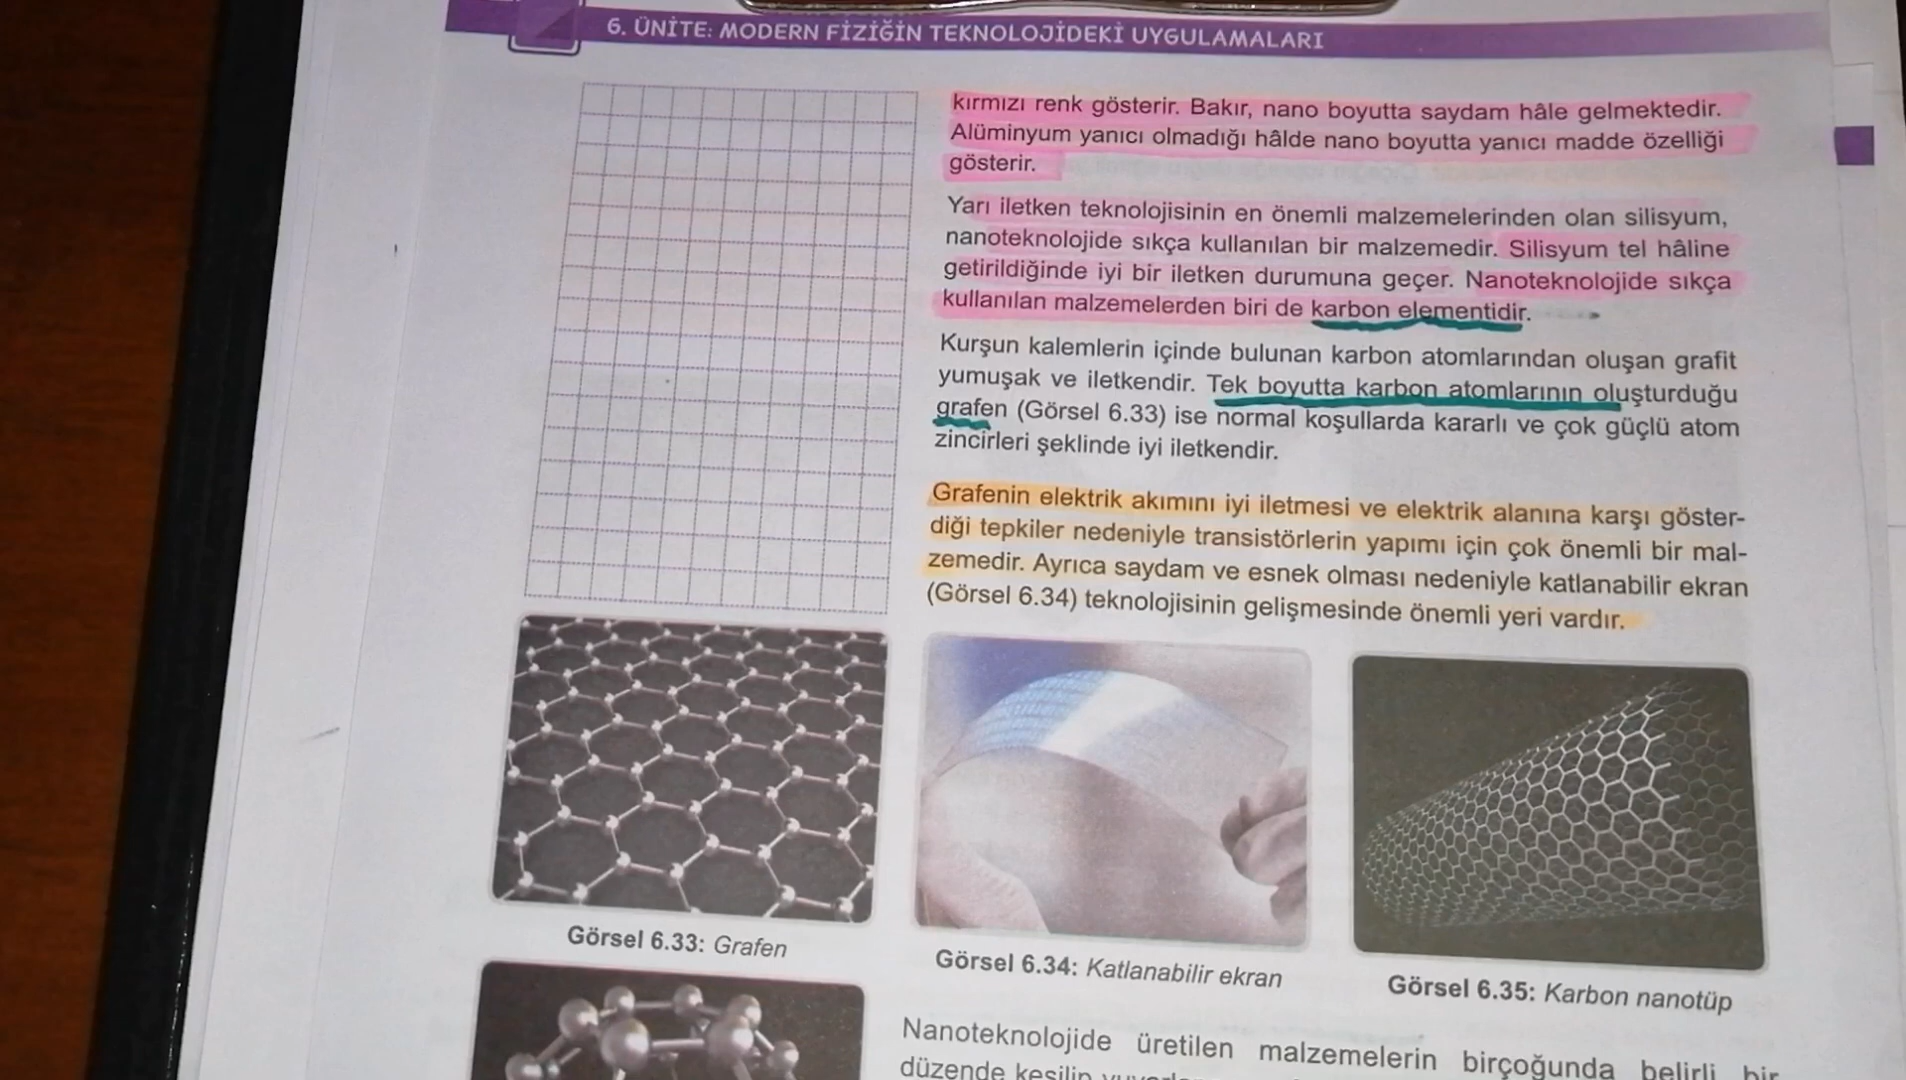 6. ÜNİTE: MODERN FİZİĞİN TEKNOLOJİDEKİ UYGULAMALARI
kırmızı renk gösterir. Bakır, nano boyutta saydam hâle gelmektedir.
Alüminyum yanıcı olmadığı hâlde nano boyutta yanıcı madde özelliği
gösterir.
Yarı iletken teknolojisinin en önemli malzemelerinden olan silisyum,
nanoteknolojide sıkça kullanılan bir malzemedir. Silisyum tel hâline
getirildiğinde iyi bir iletken durumuna geçer. Nanoteknolojide sıkça
kullanılan malzemelerden biri de karbon elementidir.
Kurşun kalemlerin içinde bulunan karbon atomlarından oluşan grafit
yumuşak ve iletkendir. Tek boyutta karbon atomlarının oluşturduğu
grafen (Görsel 6.33) ise normal koşullarda kararlı ve çok güçlü atom
zincirleri şeklinde iyi iletkendir.
Grafenin elektrik akımını iyi iletmesi ve elektrik alanına karşı göster-
diği tepkiler nedeniyle transistörlerin yapımı için çok önemli bir mal-
zemedir. Ayrıca saydam ve esnek olması nedeniyle katlanabilir ekran
(Görsel 6.34) teknolojisinin gelişmesinde önemli yeri vardır.
Görsel 6.33: Grafen
Görsel 6.34: Katlanabilir ekran
Görsel 6.35: Karbon nanotüp
Nanoteknolojide üretilen malzemelerin birçoğunda belirli bir
düzende kesilip